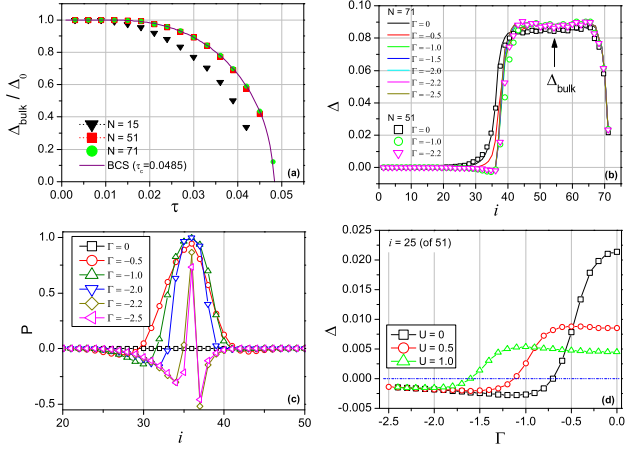 Δbulk / Δ0
1.0
0.8
0.6
0.4
0.2
0.0
N = 15
N = 51
N = 71
BCS (τc=0.0485)
(a)
0.00 0.01 0.02 0.03 0.04 0.05
τ
Δ
0.12
0.09
0.06
0.03
0.00
N = 71
Γ = 0
Γ = −0.5
Γ = −1.0
Γ = −1.5
Γ = −2.0
Γ = −2.2
Γ = −2.5
N = 51
Γ = 0
Γ = −1.0
Γ = −2.2
Δbulk
(b)
0 10 20 30 40 50 60 70
i
P
1.0
0.5
0.0
-0.5
Γ = 0
Γ = −0.5
Γ = −1.0
Γ = −2.0
Γ = −2.2
Γ = −2.5
(c)
20 30 40 50
i
Δ
0.025
0.020
0.015
0.010
0.005
0.000
-0.005
i = 25 (of 51)
U = 0
U = 0.5
U = 1.0
(d)
-2.5 -2.0 -1.5 -1.0 -0.5 0.0
Γ